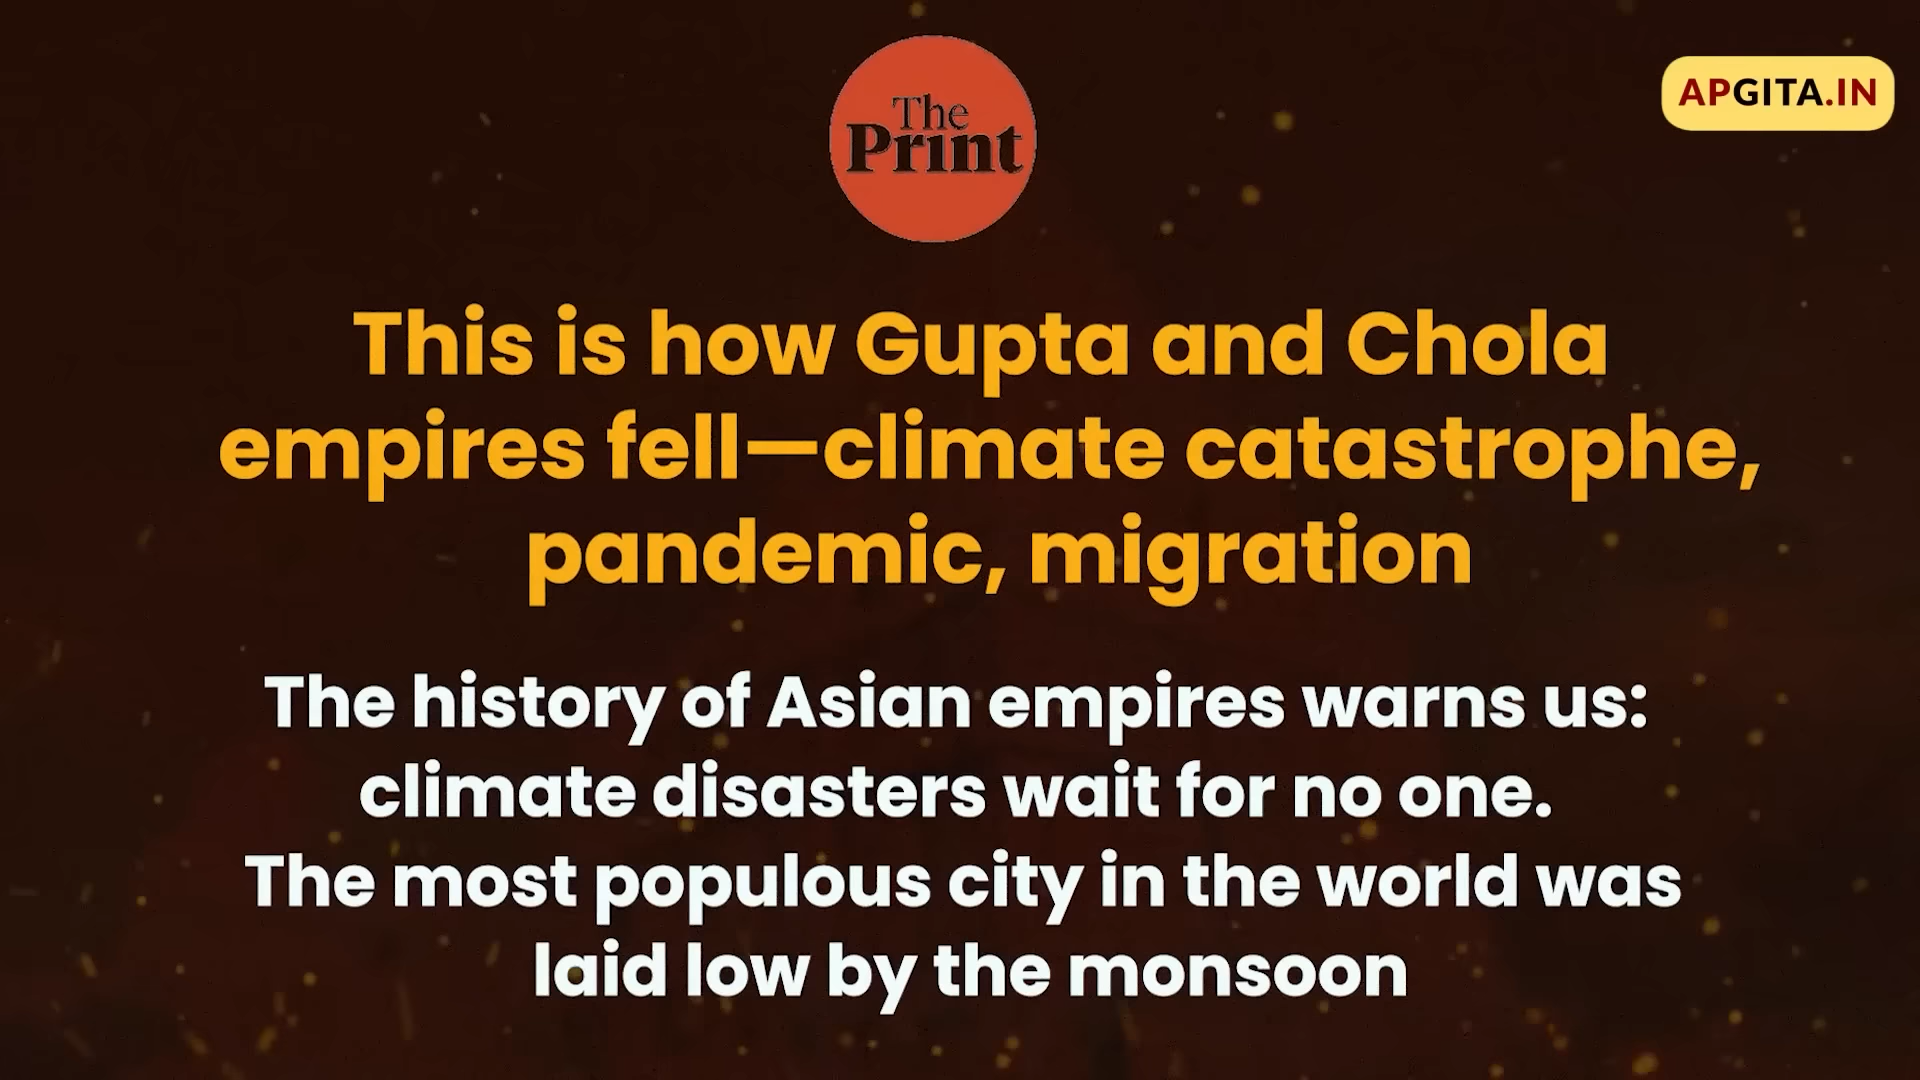 The
Print
APGITA.IN
This is how Gupta and Chola
empires fell—climate catastrophe,
pandemic, migration
The history of Asian empires warns us:
climate disasters wait for no one.
The most populous city in the world was
laid low by the monsoon